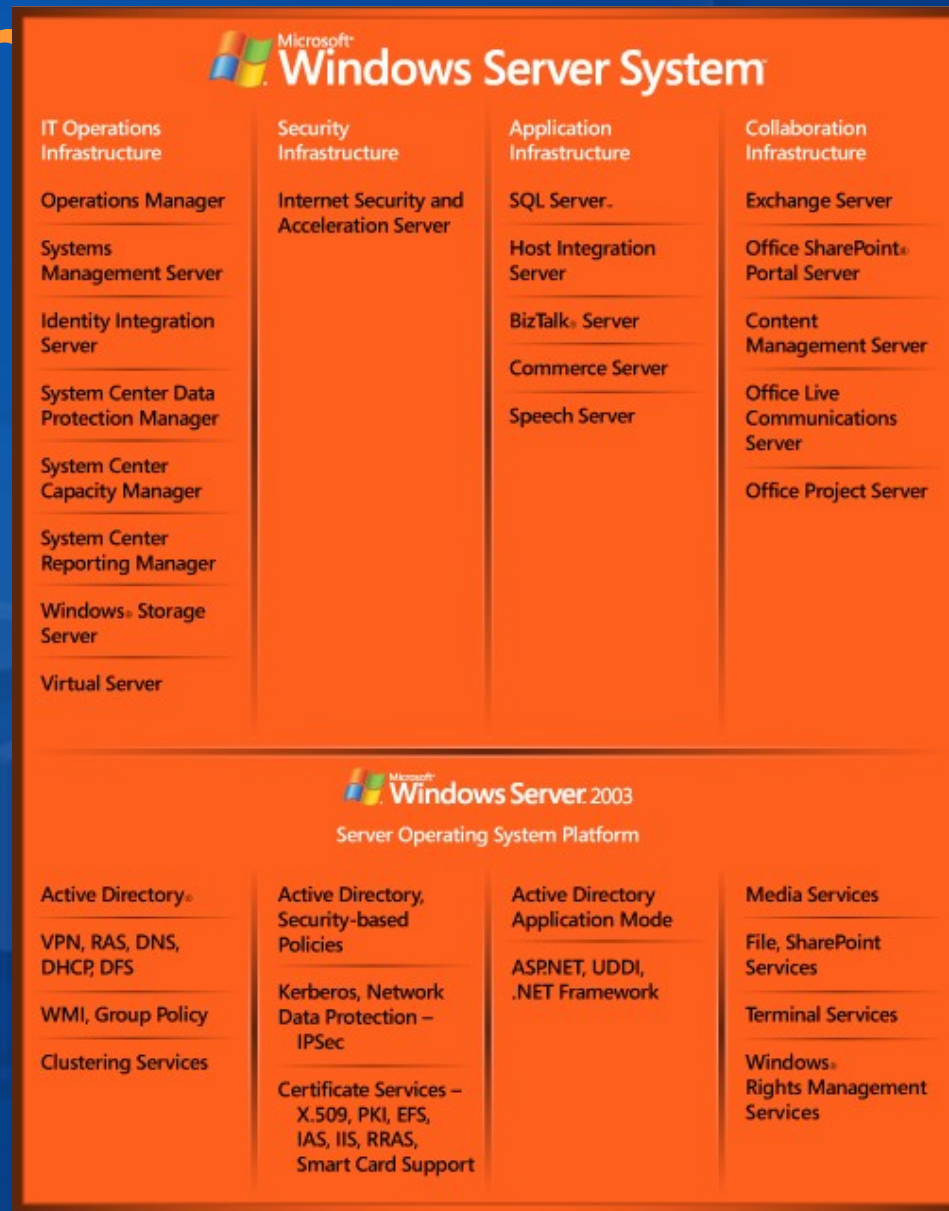 Microsoft®
Windows Server System™
IT Operations
Infrastructure
Operations Manager
Systems
Management Server
Identity Integration
Server
System Center Data
Protection Manager
System Center
Capacity Manager
System Center
Reporting Manager
Windows® Storage
Server
Virtual Server
Security
Infrastructure
Internet Security and
Acceleration Server
Application
Infrastructure
SQL Server™
Host Integration
Server
BizTalk® Server
Commerce Server
Speech Server
Collaboration
Infrastructure
Exchange Server
Office SharePoint®
Portal Server
Content
Management Server
Office Live
Communications
Server
Office Project Server
Microsoft®
Windows Server™ 2003
Server Operating System Platform
Active Directory®
VPN, RAS, DNS,
DHCP, DFS
WMI, Group Policy
Clustering Services
Active Directory,
Security-based
Policies
Kerberos, Network
Data Protection –
IPSec
Certificate Services –
X.509, PKI, EFS,
IAS, IIS, RRAS,
Smart Card Support
Active Directory
Application Mode
ASP.NET, UDDI,
.NET Framework
Media Services
File, SharePoint
Services
Terminal Services
Windows®
Rights Management
Services